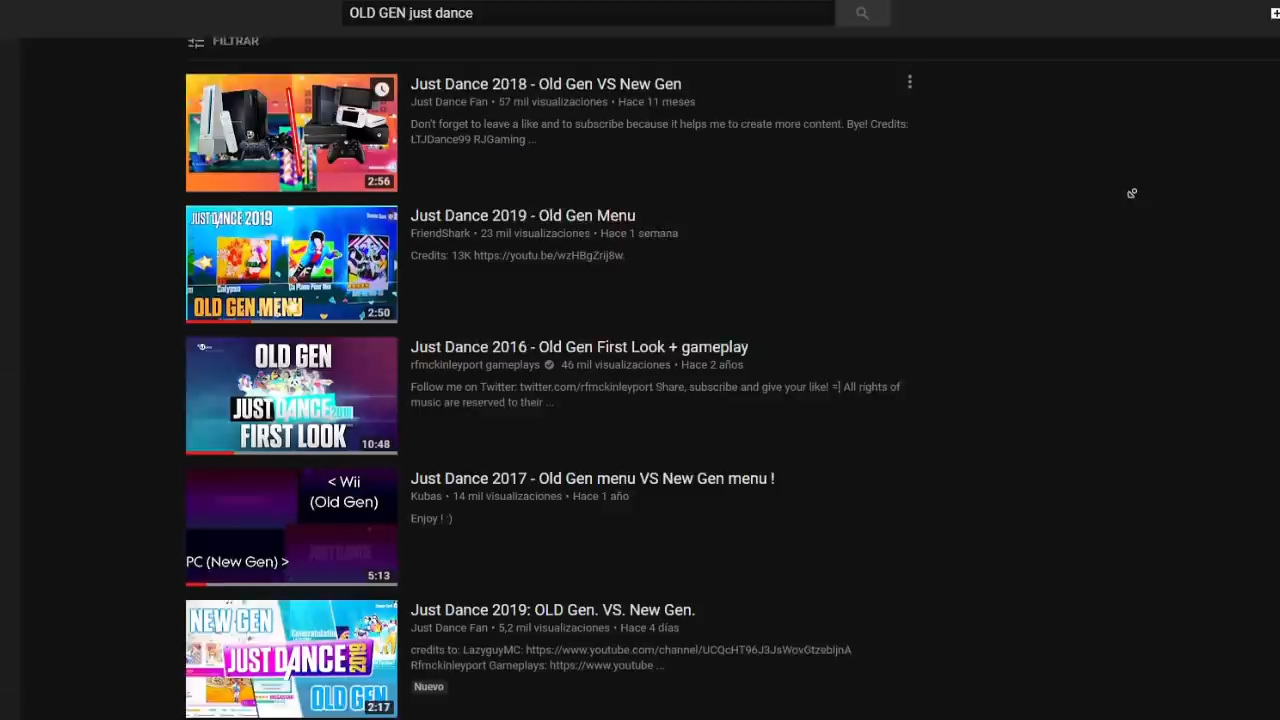 OLD GEN just dance
FILTRAR
2:56
Just Dance 2018 - Old Gen VS New Gen
Just Dance Fan • 57 mil visualizaciones • Hace 11 meses
Don't forget to leave a like and to subscribe because it helps me to create more content. Bye! Credits:
LTJDance99 RJGaming ...
JUST DANCE 2019
Calypso
Un Plano Pour Moi
OLD GEN MENU
2:50
Just Dance 2019 - Old Gen Menu
FriendShark • 23 mil visualizaciones • Hace 1 semana
Credits: 13K https://youtu.be/wzHBgZrij8w.
OLD GEN
JUST DANCE 2016
FIRST LOOK
10:48
Just Dance 2016 - Old Gen First Look + gameplay
rfmckinleyport gameplays 46 mil visualizaciones • Hace 2 años
Follow me on Twitter: twitter.com/rfmckinleyport Share, subscribe and give your like! =] All rights of
music are reserved to their ...
< Wii
(Old Gen)
PC (New Gen) >
JUST DANCE
5:13
Just Dance 2017 - Old Gen menu VS New Gen menu !
Kubas • 14 mil visualizaciones • Hace 1 año
Enjoy ! :)
NEW GEN
JUST DANCE 2019
OLD GEN
2:17
Just Dance 2019: OLD Gen. VS. New Gen.
Just Dance Fan • 5,2 mil visualizaciones • Hace 4 días
credits to: LazyguyMC: https://www.youtube.com/channel/UCQcHT96J3JsWovGtzebljnA
Rfmckinleyport Gameplays: https://www.youtube ...
Nuevo